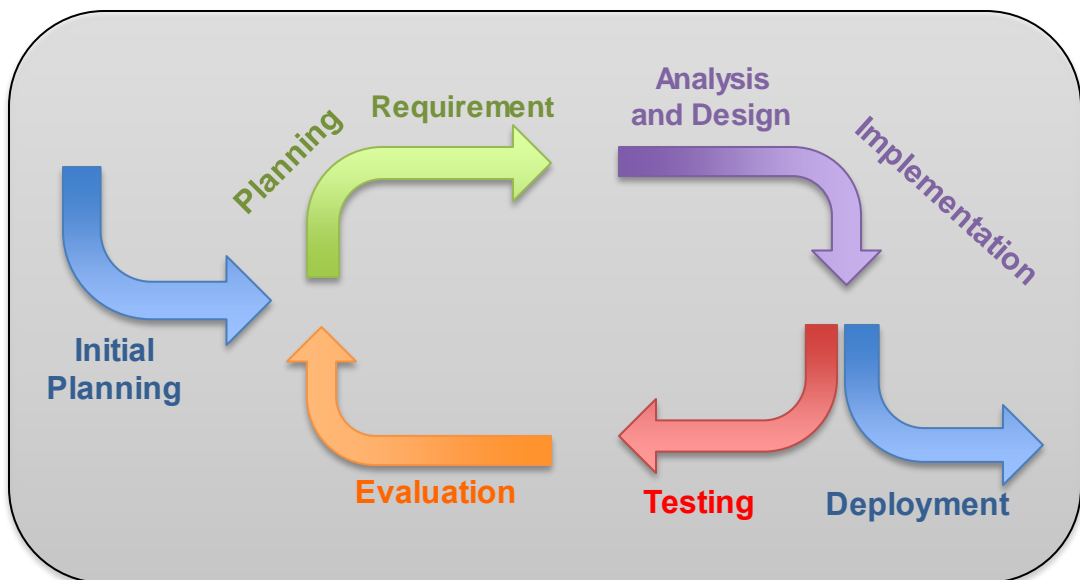 Initial
Planning
Planning
Requirement
Analysis
and Design
Implementation
Testing
Deployment
Evaluation